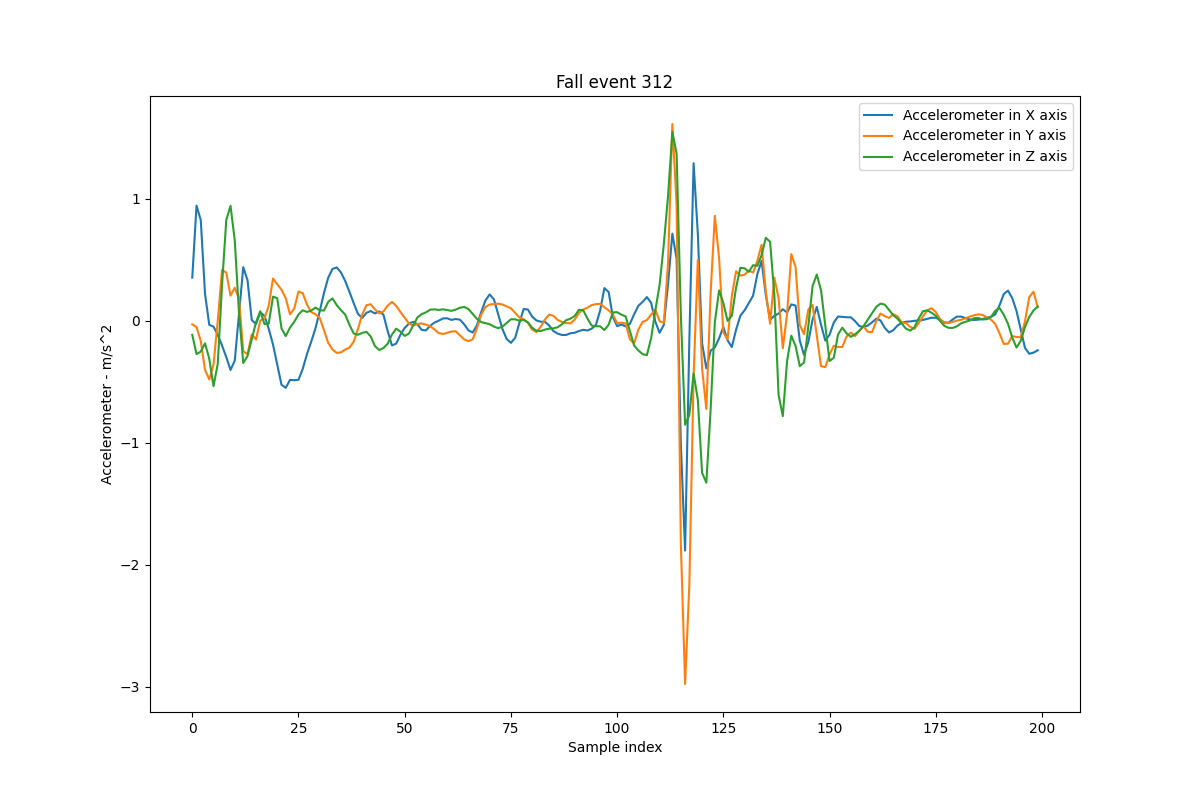 Fall event 312
Accelerometer in X axis
Accelerometer in Y axis
Accelerometer in Z axis
Accelerometer - m/s^2
1
0
−1
−2
−3
0 25 50 75 100 125 150 175 200
Sample index